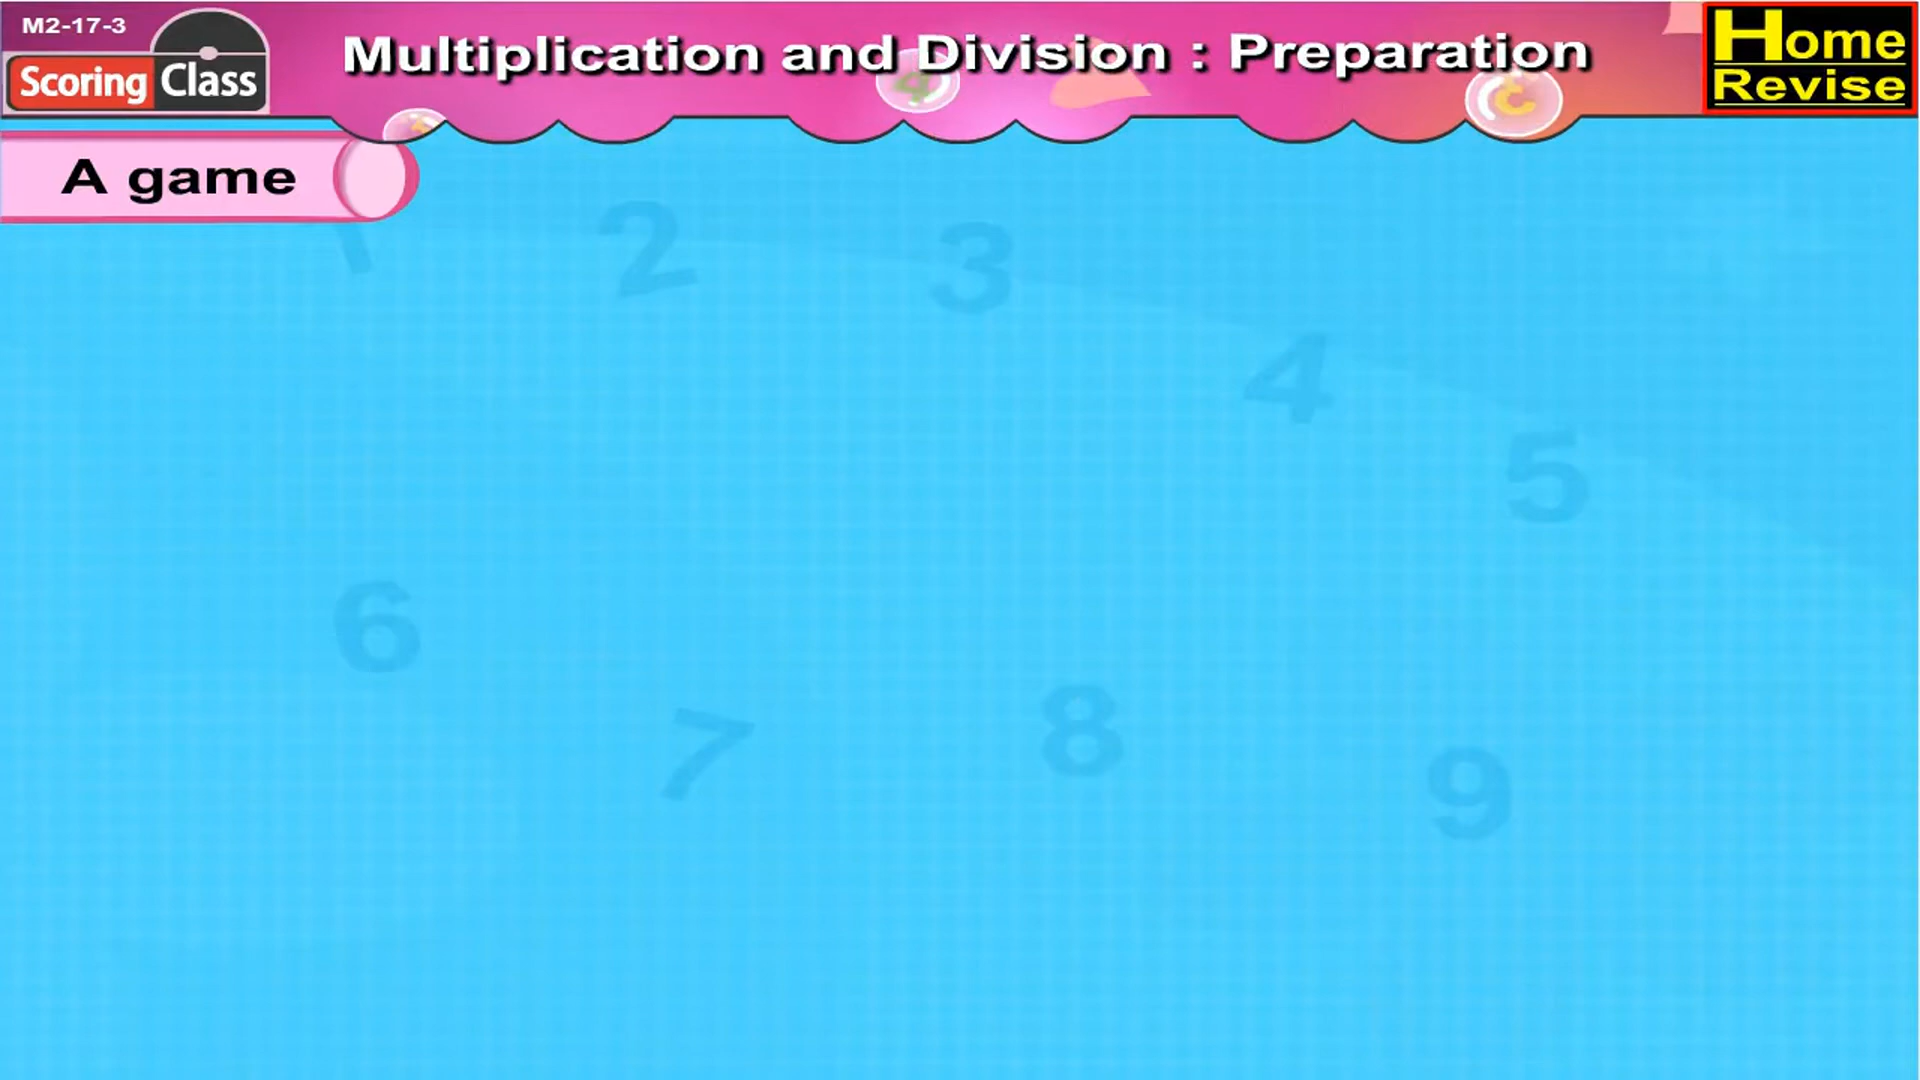 M2-17-3
Scoring Class
Multiplication and Division : Preparation
Home
Revise
A game
1
2
3
4
5
6
7
8
9